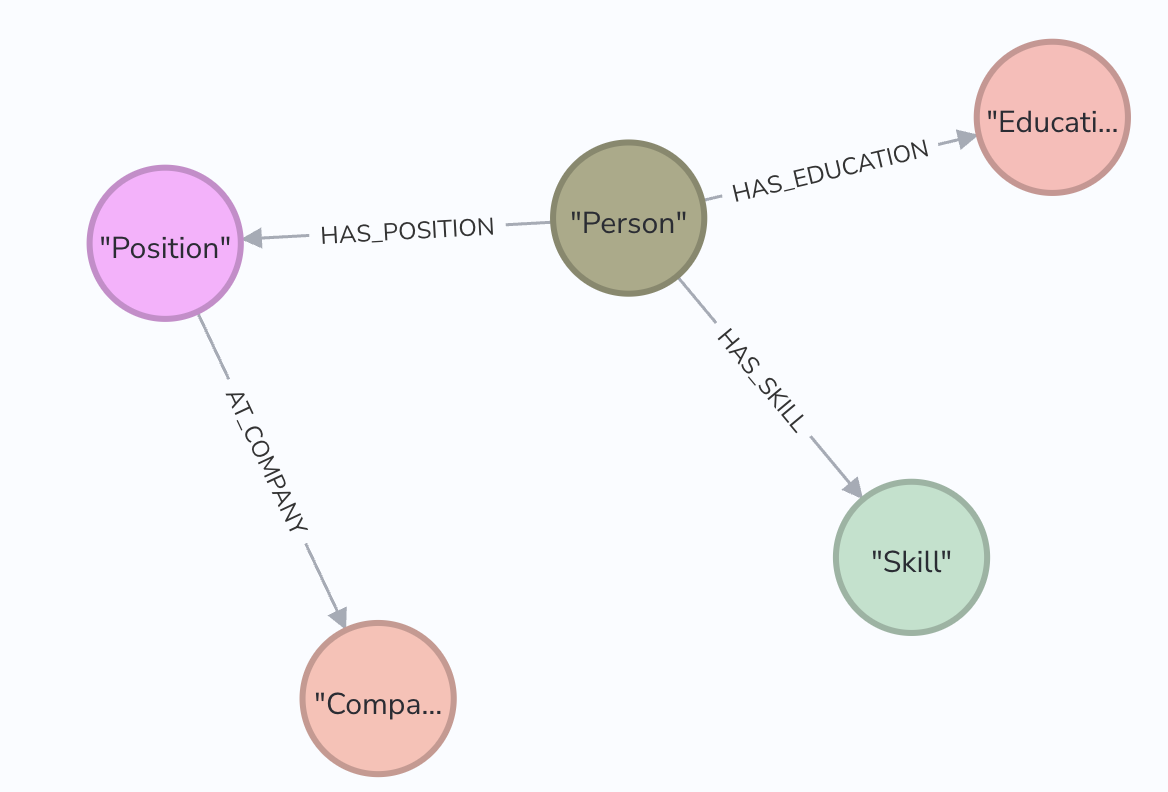 "Educati...
HAS_EDUCATION
"Person"
HAS_POSITION
"Position"
HAS_SKILL
AT_COMPANY
"Skill"
"Compa...